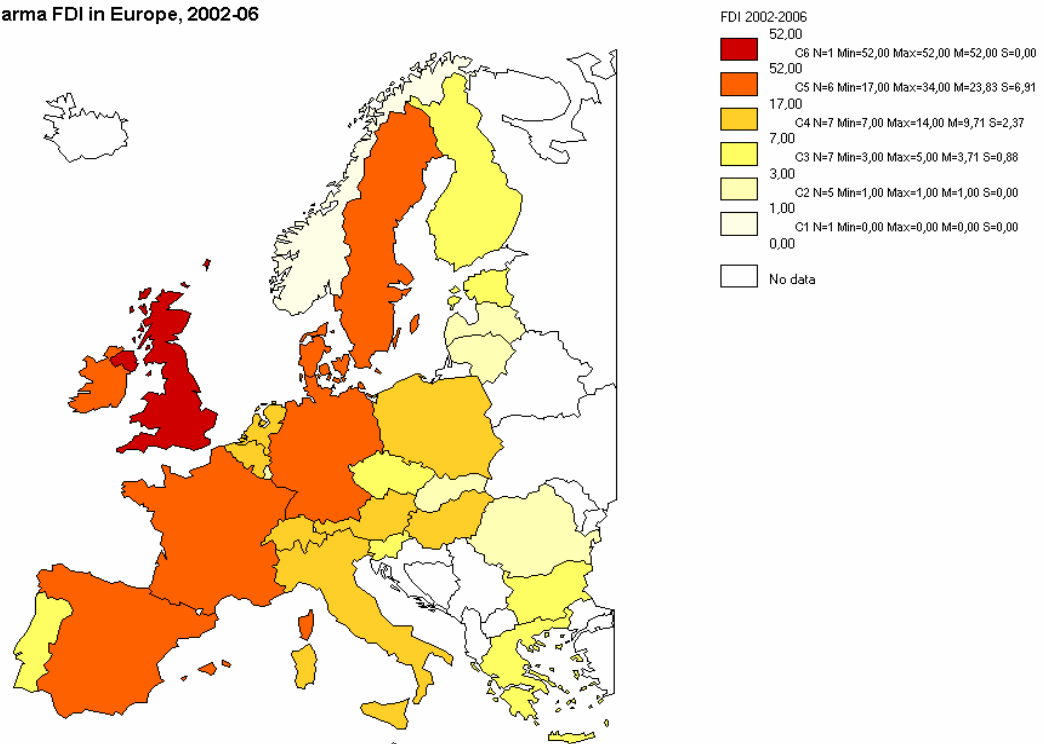 arma FDI in Europe, 2002-06
FDI 2002-2006
52,00
C6 N=1 Min=52,00 Max=52,00 M=52,00 S=0,00
52,00
C5 N=6 Min=17,00 Max=34,00 M=23,83 S=6,91
17,00
C4 N=7 Min=7,00 Max=14,00 M=9,71 S=2,37
7,00
C3 N=7 Min=3,00 Max=5,00 M=3,71 S=0,88
3,00
C2 N=5 Min=1,00 Max=1,00 M=1,00 S=0,00
1,00
C1 N=1 Min=0,00 Max=0,00 M=0,00 S=0,00
0,00
No data